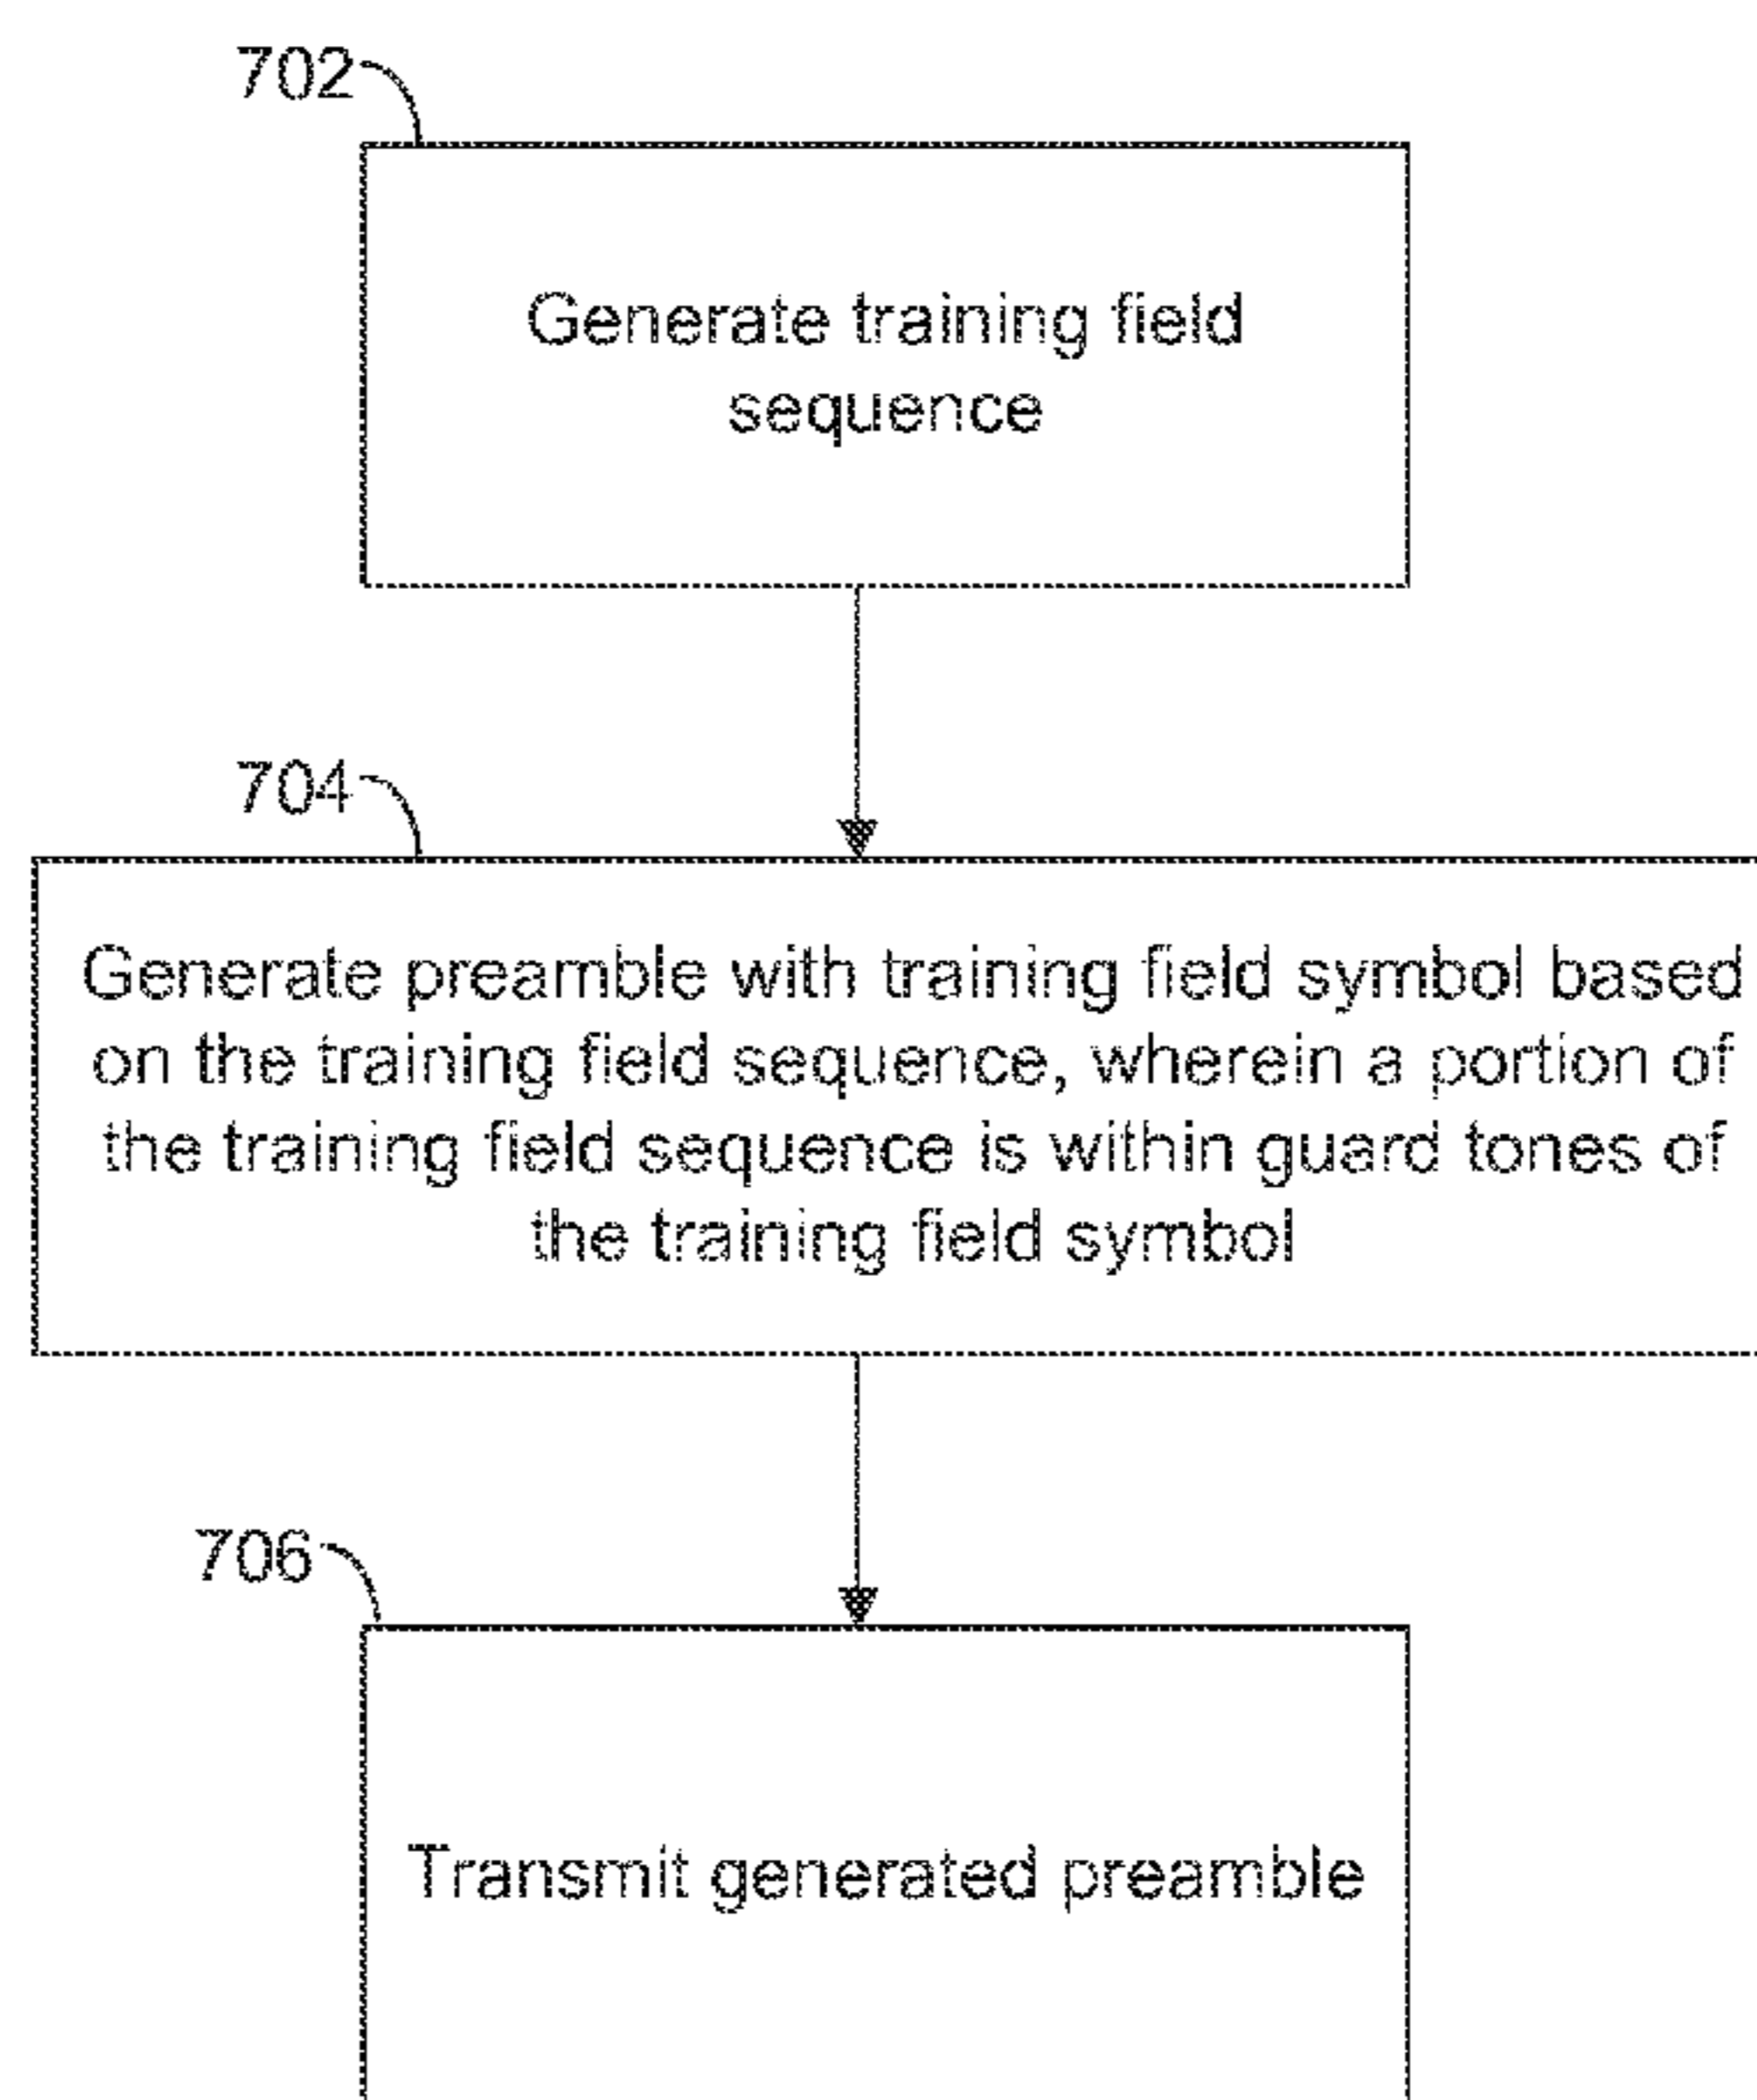 702
Generate training field
sequence
704
Generate preamble with training field symbol based
on the training field sequence, wherein a portion of
the training field sequence is within guard tones of
the training field symbol
706
Transmit generated preamble